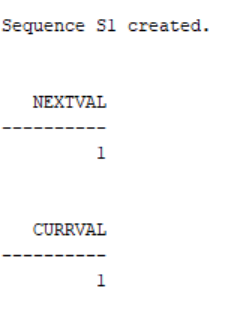 Sequence S1 created.
NEXTVAL
----------
1
CURRVAL
----------
1